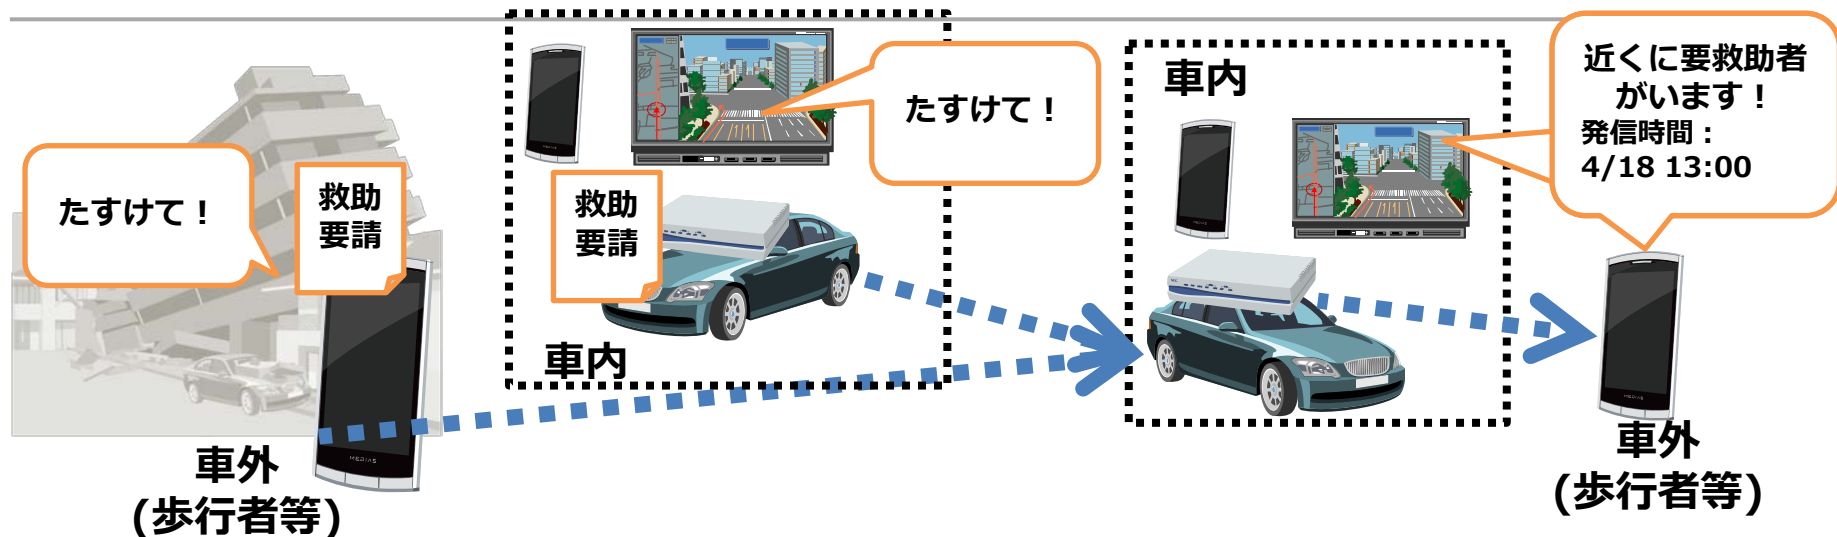 たすけて！
救助
要請
車外
(歩行者等)
MEDIAS
たすけて！
救助
要請
車内
車内
近くに要救助者
がいます！
発信時間：
4/18 13:00
MEDIAS
車外
(歩行者等)